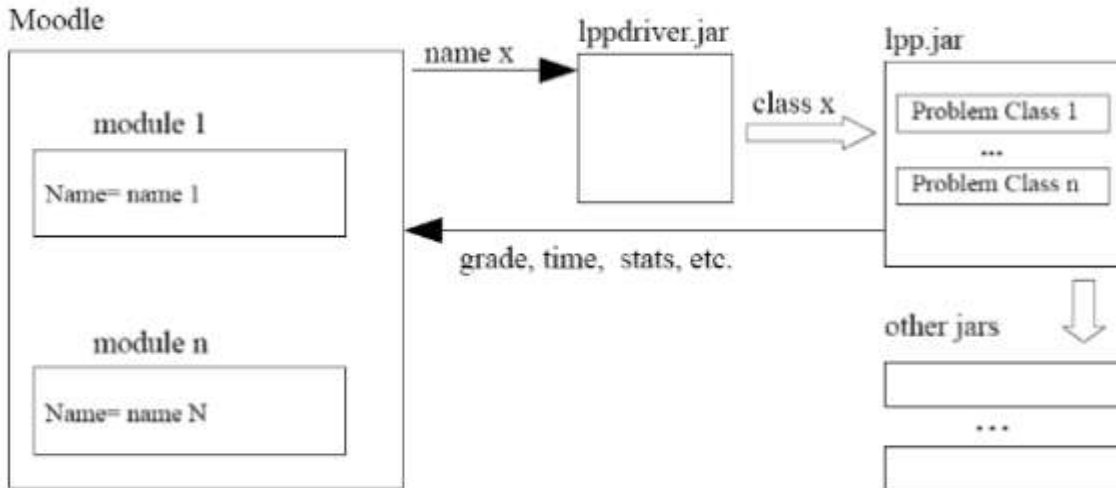 Moodle
lppdriver.jar
lpp.jar
name x
class x
Problem Class 1
...
Problem Class n
module 1
Name= name 1
grade, time, stats, etc.
other jars
module n
Name= name N
...